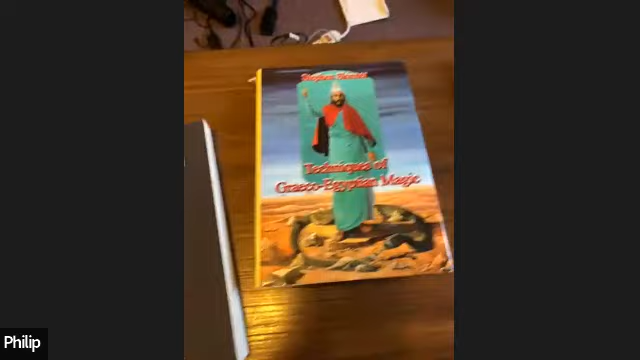 Stephen Skinner
Techniques of
Graeco-Egyptian Magic
Philip